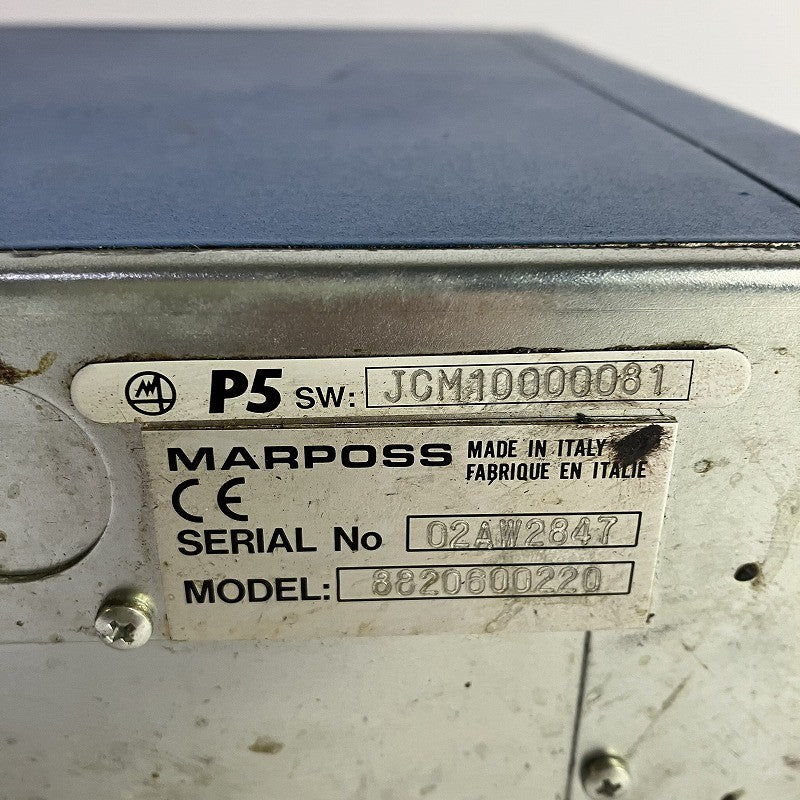 P5 SW: JCM10000081
MARPOSS MADE IN ITALY
FABRIQUE EN ITALIE
CE
SERIAL No 02AW2847
MODEL: 8820600220